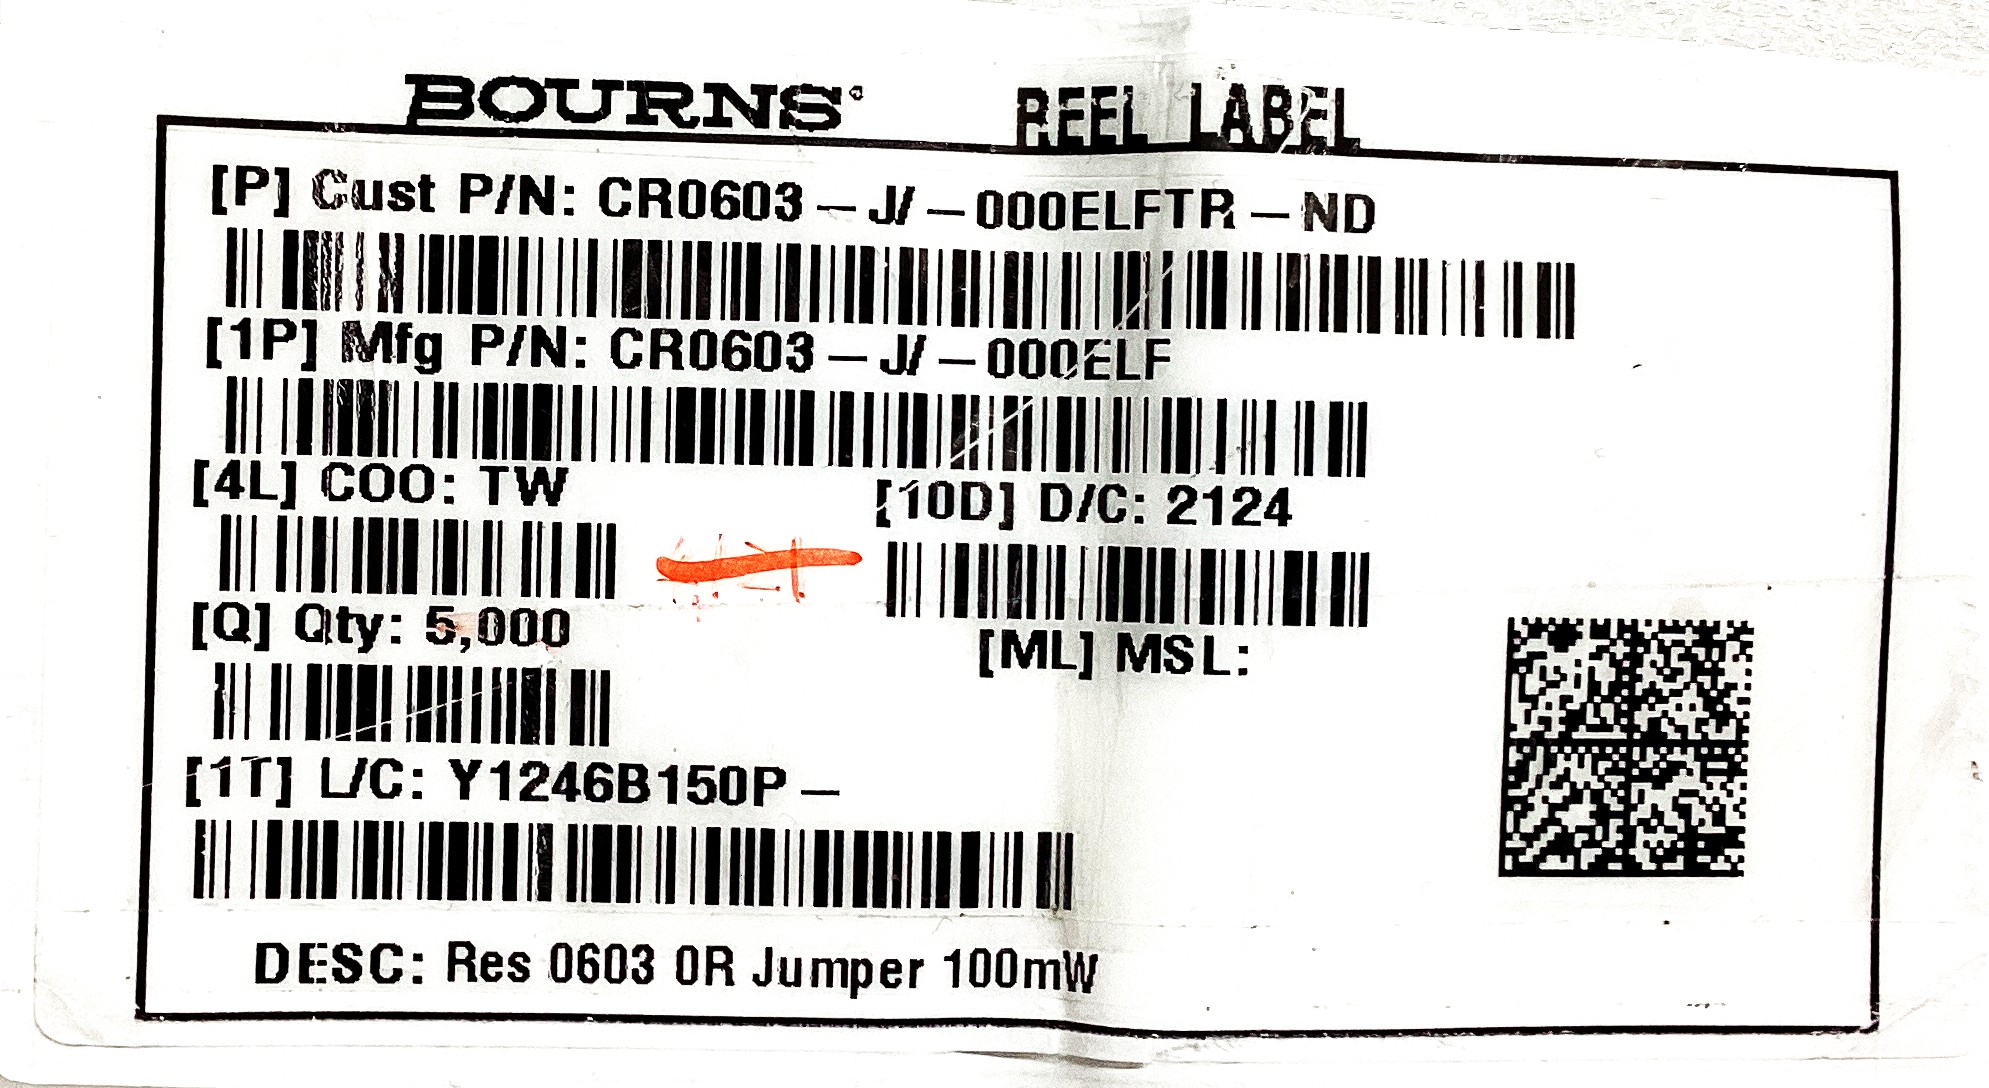 BOURNS® REEL LABEL
[P] Cust P/N: CR0603-J/-000ELFTR-ND
[1P] Mfg P/N: CR0603-J/-000ELF
[4L] COO: TW
[10D] D/C: 2124
[Q] Qty: 5,000
[ML] MSL:
[1T] L/C: Y1246B150P-
DESC: Res 0603 0R Jumper 100mW